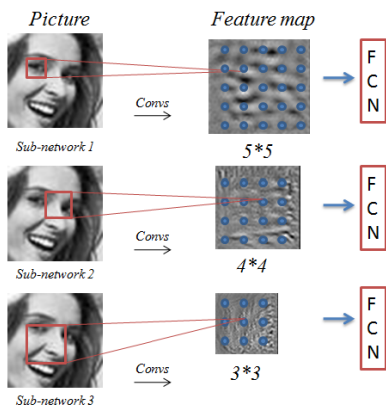 Picture Feature map
Convs
F
C
N
Sub-network 1
5*5
Convs
F
C
N
Sub-network 2
4*4
Convs
F
C
N
Sub-network 3
3*3